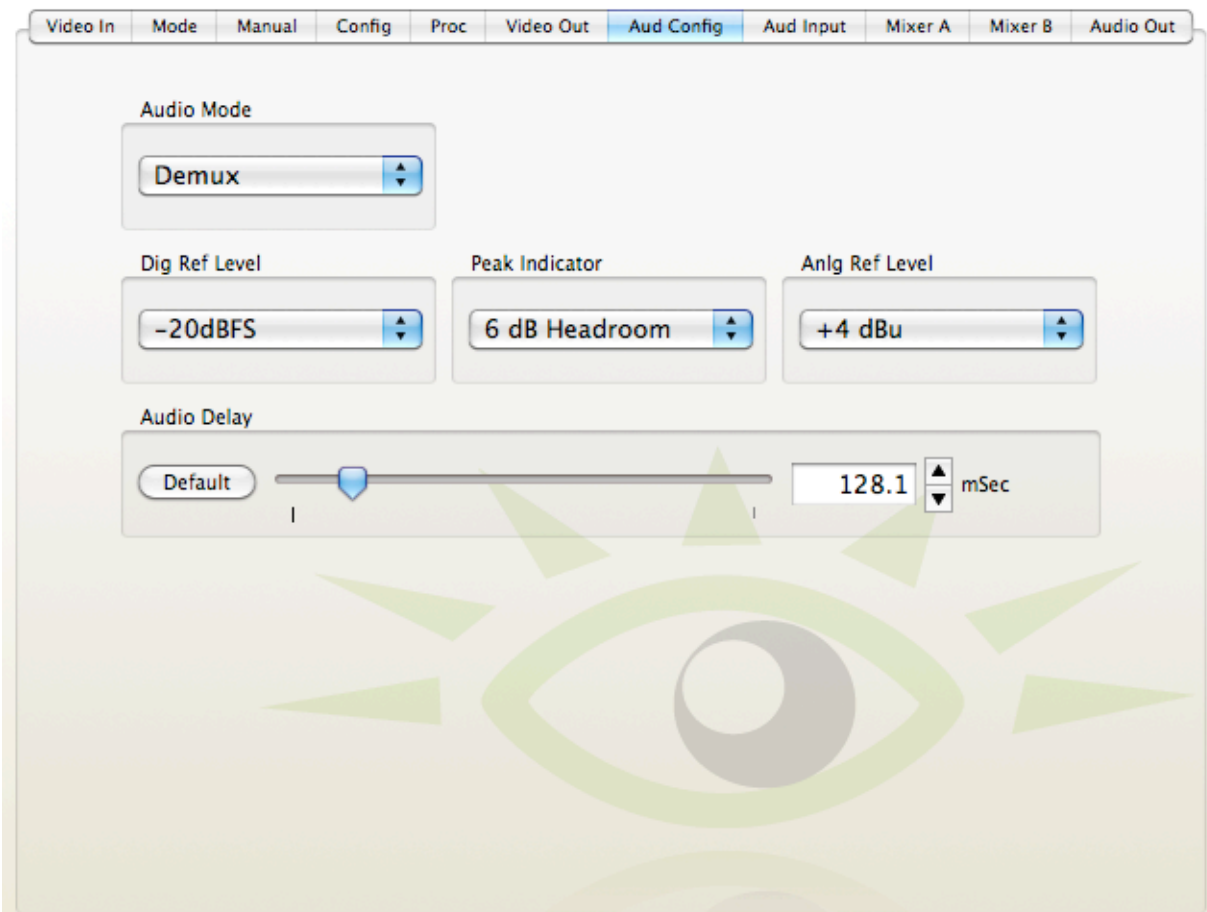 Video In Mode Manual Config Proc Video Out Aud Config Aud Input Mixer A Mixer B Audio Out
Audio Mode
Demux
Dig Ref Level Peak Indicator Anlg Ref Level
-20dBFS 6 dB Headroom +4 dBu
Audio Delay
Default 128.1 mSec